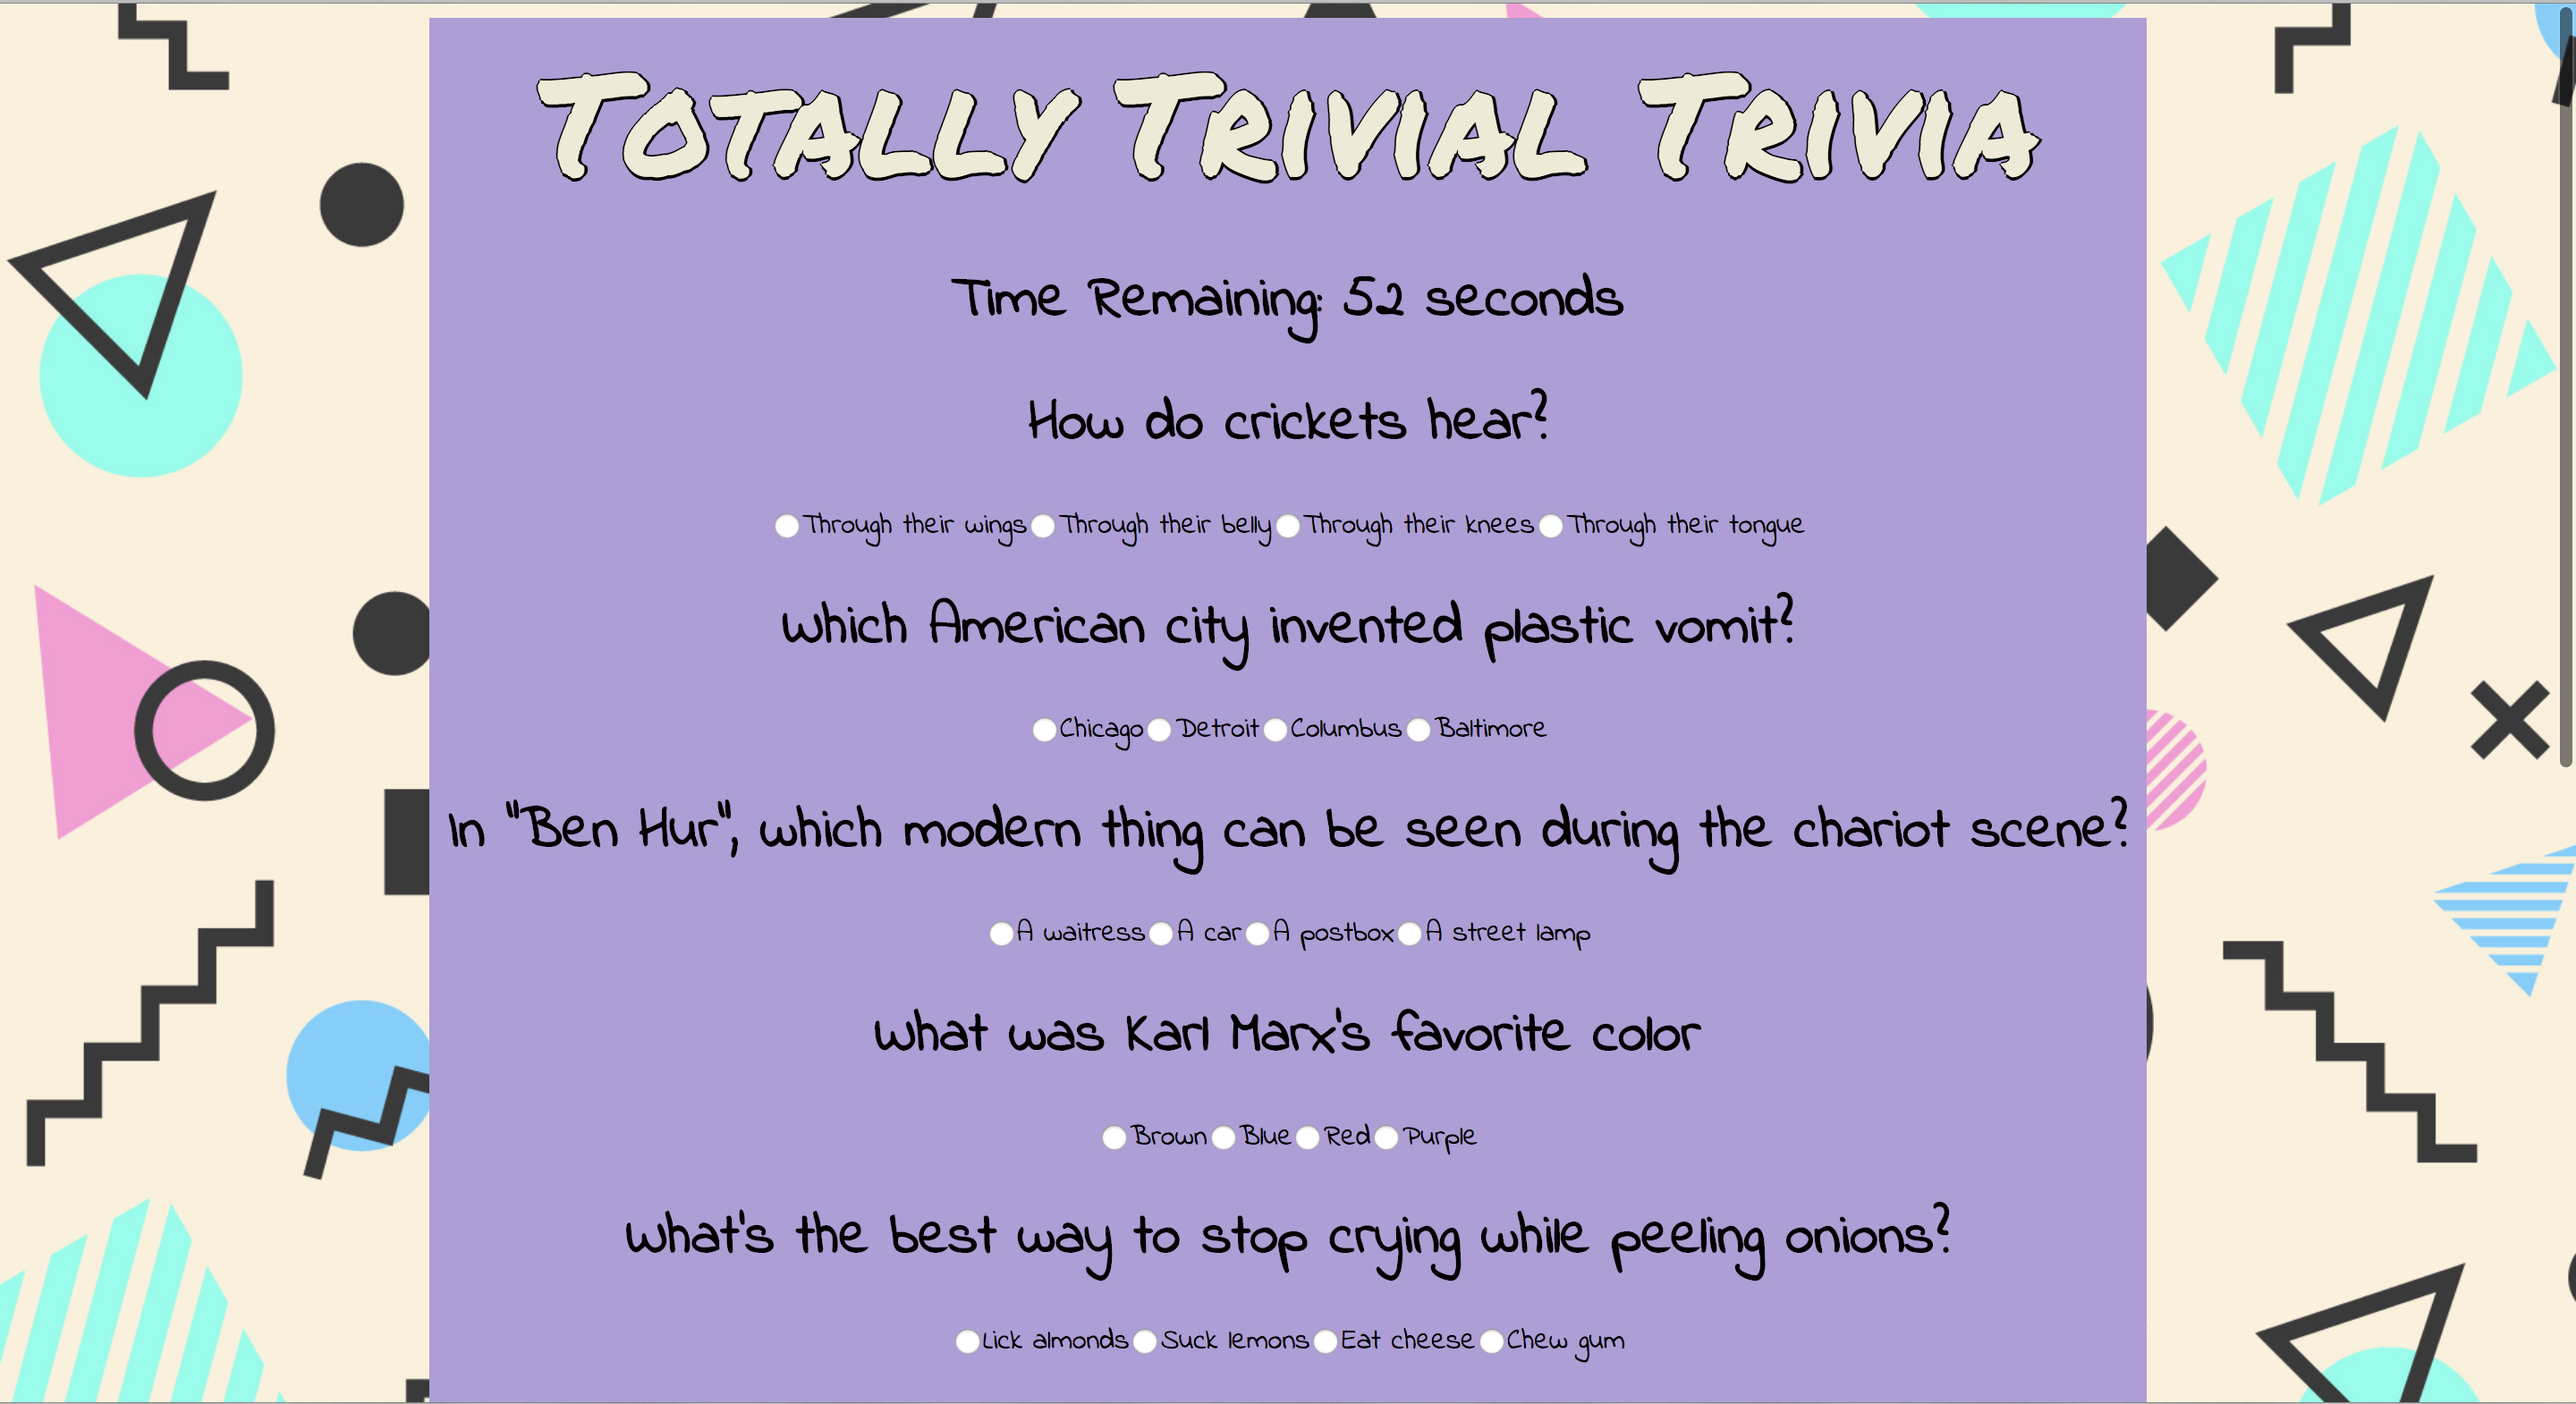 Totally Trivial Trivia
Time Remaining: 52 seconds
How do crickets hear?
Through their wings Through their belly Through their knees Through their tongue
Which American city invented plastic vomit?
Chicago Detroit Columbus Baltimore
In "Ben Hur", which modern thing can be seen during the chariot scene?
A waitress A car A postbox A street lamp
What was Karl Marx's favorite color
Brown Blue Red Purple
What's the best way to stop crying while peeling onions?
Lick almonds Suck lemons Eat cheese Chew gum